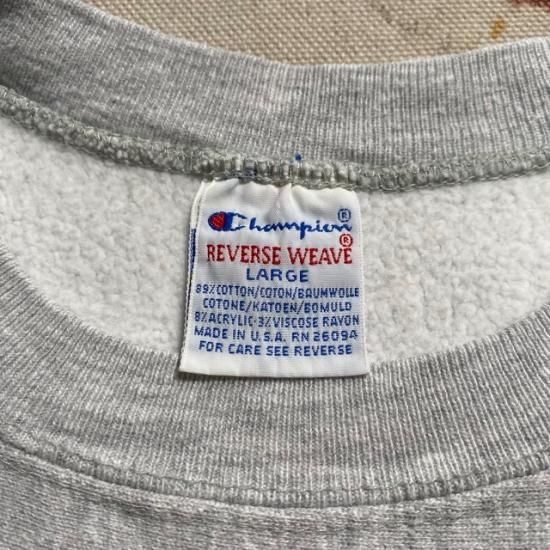 Champion®
REVERSE WEAVE®
LARGE
89% COTTON/COTON/BAUMWOLLE
COTONE/KATOEN/BOMULD
8% ACRYLIC·3% VISCOSE RAYON
MADE IN U.S.A. RN 26094
FOR CARE SEE REVERSE